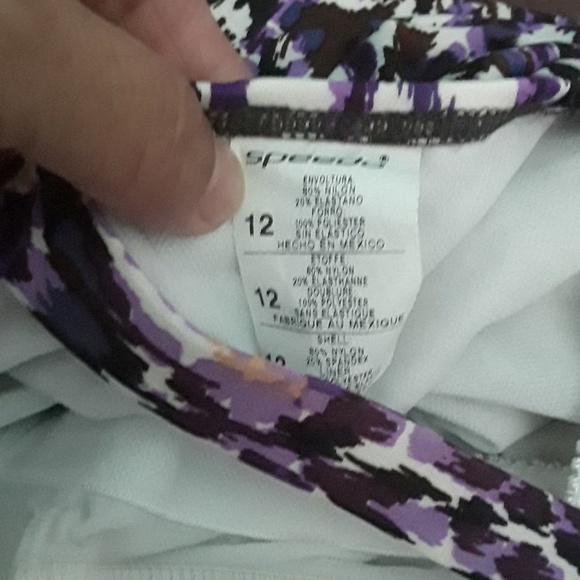 speedo
ENVOLTURA
80% NILON
20% ELASTANO
FORRO
12
100% POLIESTER
SIN ELASTICO
HECHO EN MEXICO
ETOFFE
80% NYLON
20% ELASTHANNE
12
DOUBLURE
100% POLYESTER
SANS ELASTIQUE
FABRIQUE AU MEXIQUE
SHELL
80% NYLON
12
20% SPANDEX
LINER